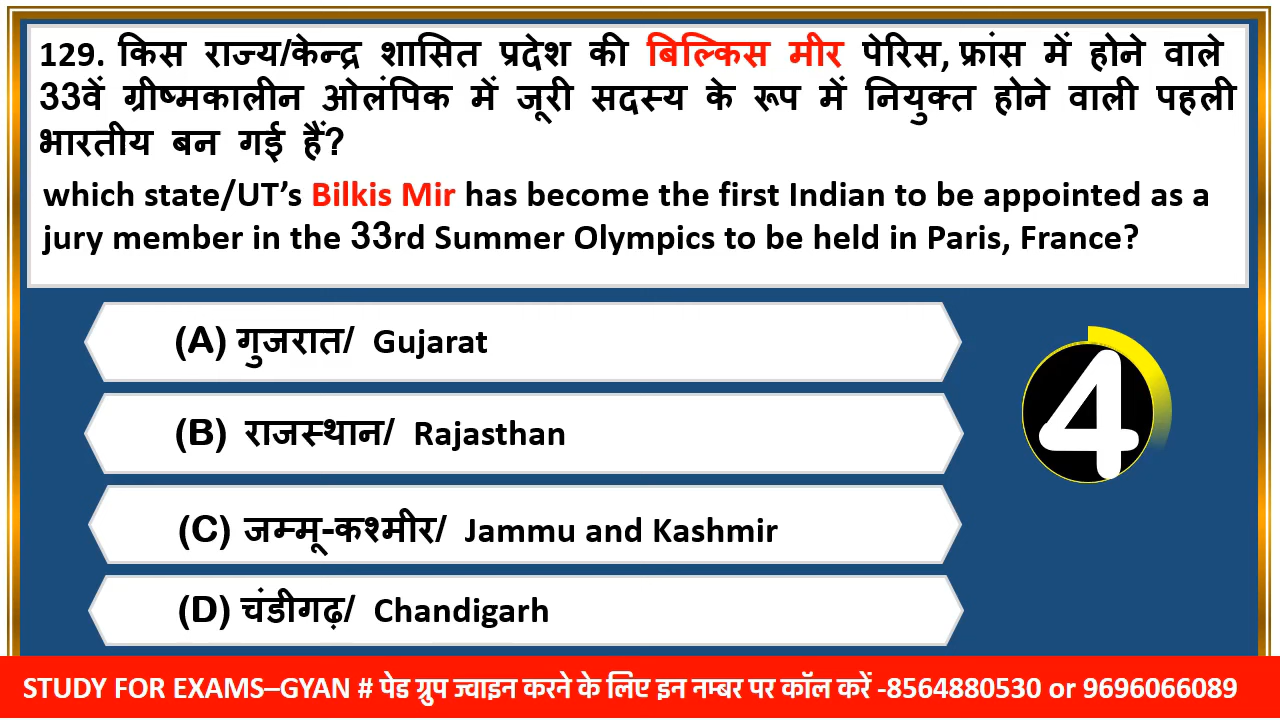 129. किस राज्य/केन्द्र शासित प्रदेश की बिल्किस मीर पेरिस, फ्रांस में होने वाले
33वें ग्रीष्मकालीन ओलंपिक में जूरी सदस्य के रूप में नियुक्त होने वाली पहली
भारतीय बन गई हैं?
which state/UT’s Bilkis Mir has become the first Indian to be appointed as a
jury member in the 33rd Summer Olympics to be held in Paris, France?
(A) गुजरात/ Gujarat
(B) राजस्थान/ Rajasthan
4
(C) जम्मू-कश्मीर/ Jammu and Kashmir
(D) चंडीगढ़/ Chandigarh
STUDY FOR EXAMS–GYAN # पेड ग्रुप ज्वाइन करने के लिए इन नम्बर पर कॉल करें -8564880530 or 9696066089